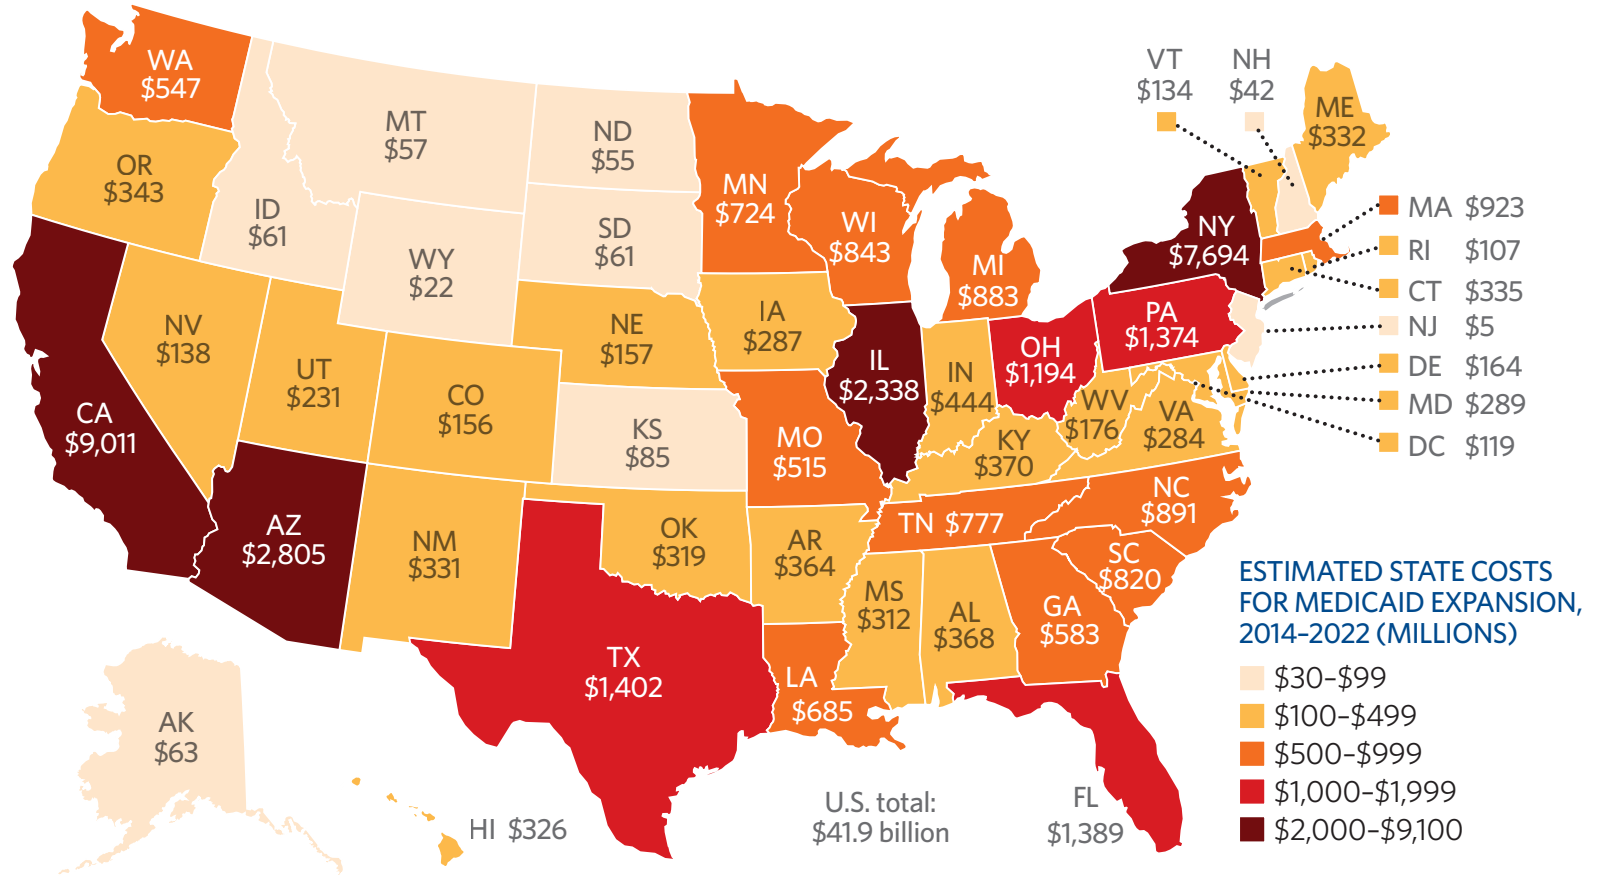 WA
$547
OR
$343
CA
$9,011
NV
$138
ID
$61
MT
$57
WY
$22
UT
$231
AZ
$2,805
CO
$156
NM
$331
ND
$55
SD
$61
NE
$157
KS
$85
OK
$319
TX
$1,402
MN
$724
IA
$287
MO
$515
AR
$364
LA
$685
WI
$843
IL
$2,338
MI
$883
IN
$444
OH
$1,194
KY
$370
TN $777
MS
$312
AL
$368
GA
$583
FL
$1,389
SC
$820
NC
$891
VA
$284
WV
$176
PA
$1,374
NY
$7,694
VT
$134
NH
$42
ME
$332
MA $923
RI $107
CT $335
NJ $5
DE $164
MD $289
DC $119
AK
$63
HI $326
U.S. total:
$41.9 billion
ESTIMATED STATE COSTS
FOR MEDICAID EXPANSION,
2014–2022 (MILLIONS)
$30–$99
$100–$499
$500–$999
$1,000–$1,999
$2,000–$9,100